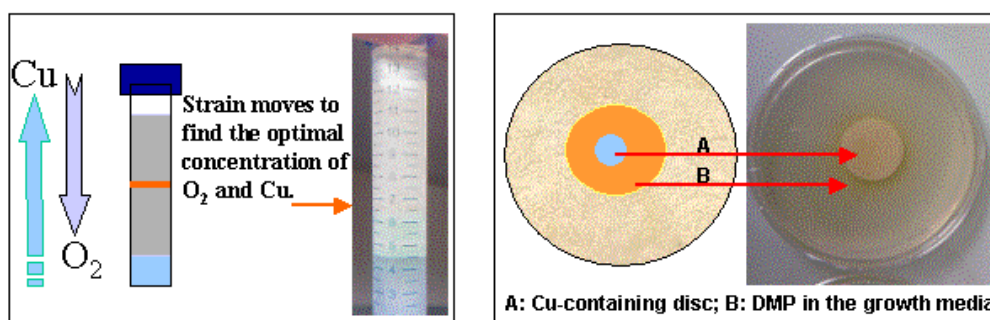 Cu
O2
Strain moves to
find the optimal
concentration of
O2 and Cu.
A
B
A: Cu-containing disc; B: DMP in the growth media